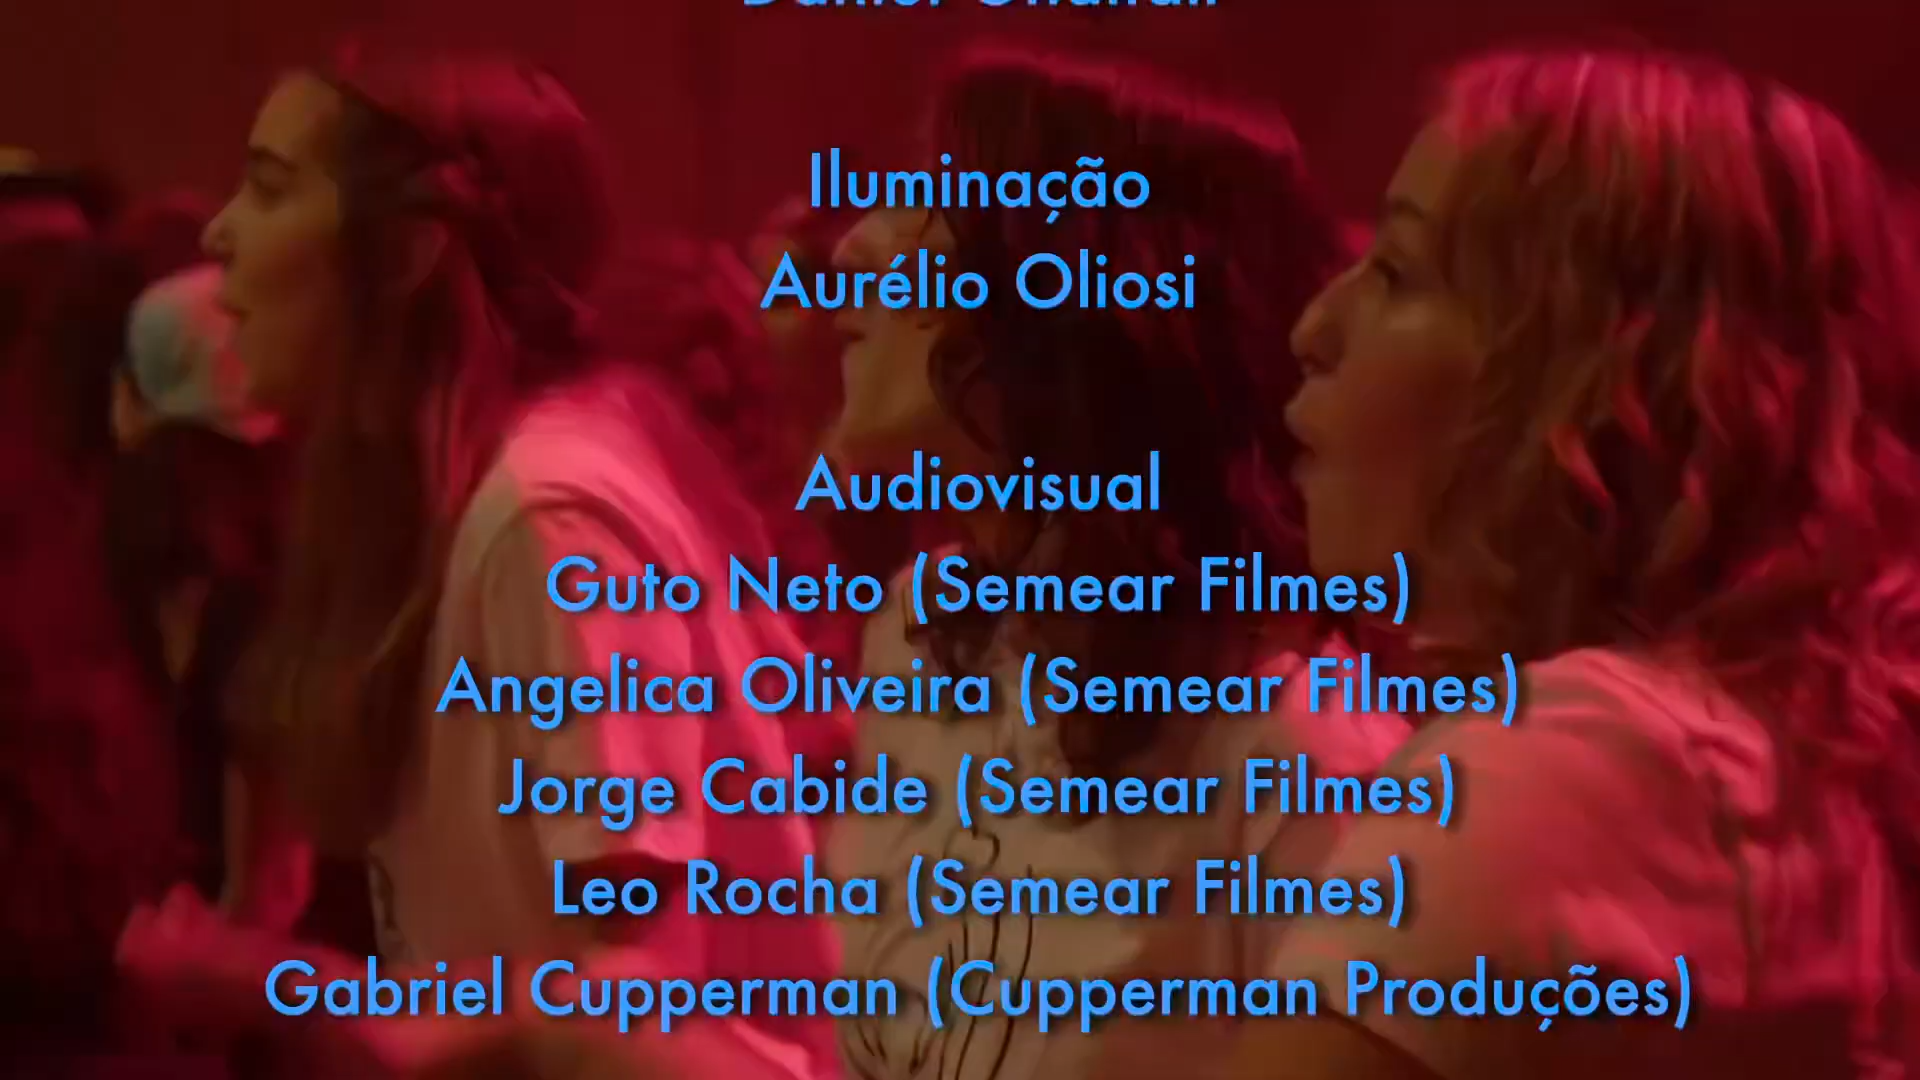 Iluminação
Aurélio Oliosi
Audiovisual
Guto Neto (Semear Filmes)
Angelica Oliveira (Semear Filmes)
Jorge Cabide (Semear Filmes)
Leo Rocha (Semear Filmes)
Gabriel Cupperman (Cupperman Produções)